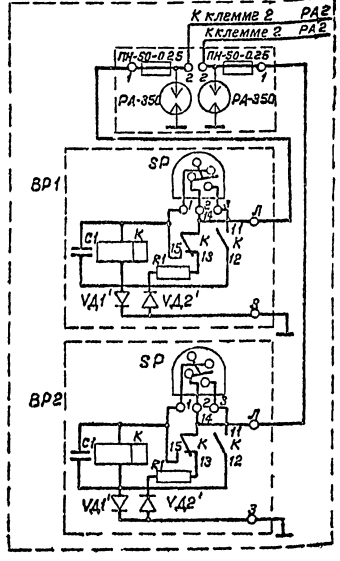 К клемме 2 РА2
К клемме 2 РА2
ПН-50-0.25 ПН-50-0.25
1 2 2 1
РА-350 РА-350
SP
ВР1
1 2 3 Л
14 11
С1 К 15 К К
13 12
R1
VД1' VД2'
З
SP
ВР2
1 2 3 Л
14 11
С1 К 15 К К
13 12
R1
VД1' VД2'
З